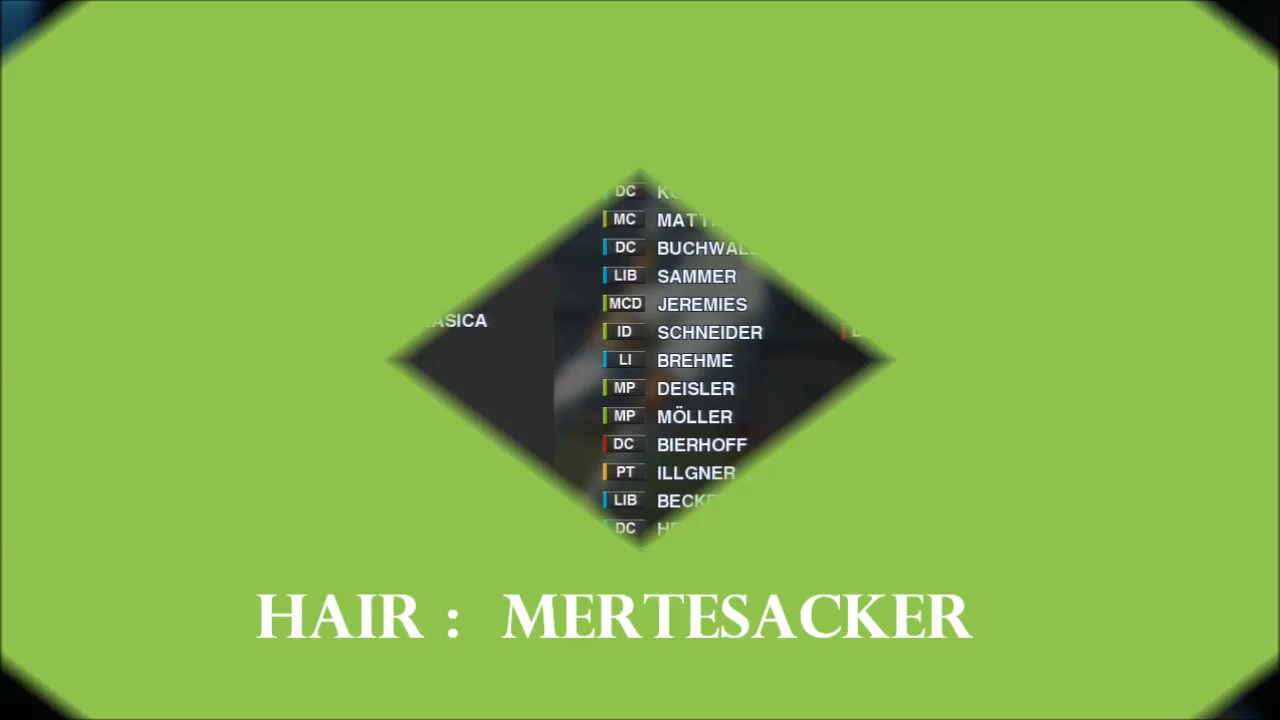 DC
MC
DC BUCHWAL
LIB SAMMER
MCD JEREMIES
ASICA
ID SCHNEIDER
LI BREHME
MP DEISLER
MP MÖLLER
DC BIERHOFF
PT ILLGNER
LIB
DC
HAIR : MERTESACKER